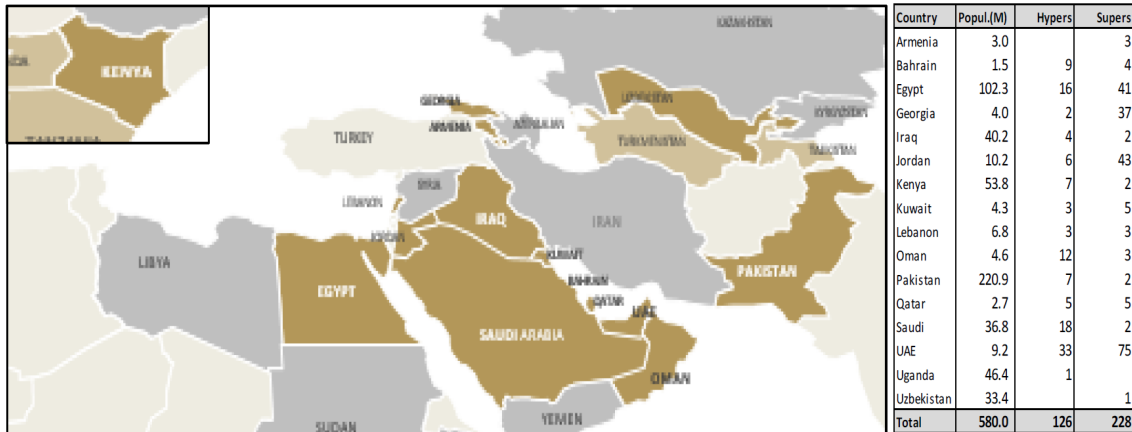 KAZAKHSTAN
KENYA
TANZANIA
GEORGIA
ARMENIA
AZERBAIJAN
UZBEKISTAN
KYRGYZSTAN
TURKEY
TURKMENISTAN
TAJIKISTAN
SYRIA
LEBANON
IRAQ
IRAN
JORDAN
LIBYA
KUWAIT
EGYPT
BAHRAIN
PAKISTAN
QATAR
UAE
SAUDI ARABIA
OMAN
YEMEN
SUDAN
Country Popul.(M) Hypers Supers
Armenia 3.0 3
Bahrain 1.5 9 4
Egypt 102.3 16 41
Georgia 4.0 2 37
Iraq 40.2 4 2
Jordan 10.2 6 43
Kenya 53.8 7 2
Kuwait 4.3 3 5
Lebanon 6.8 3 3
Oman 4.6 12 3
Pakistan 220.9 7 2
Qatar 2.7 5 5
Saudi 36.8 18 2
UAE 9.2 33 75
Uganda 46.4 1
Uzbekistan 33.4 1
Total 580.0 126 228